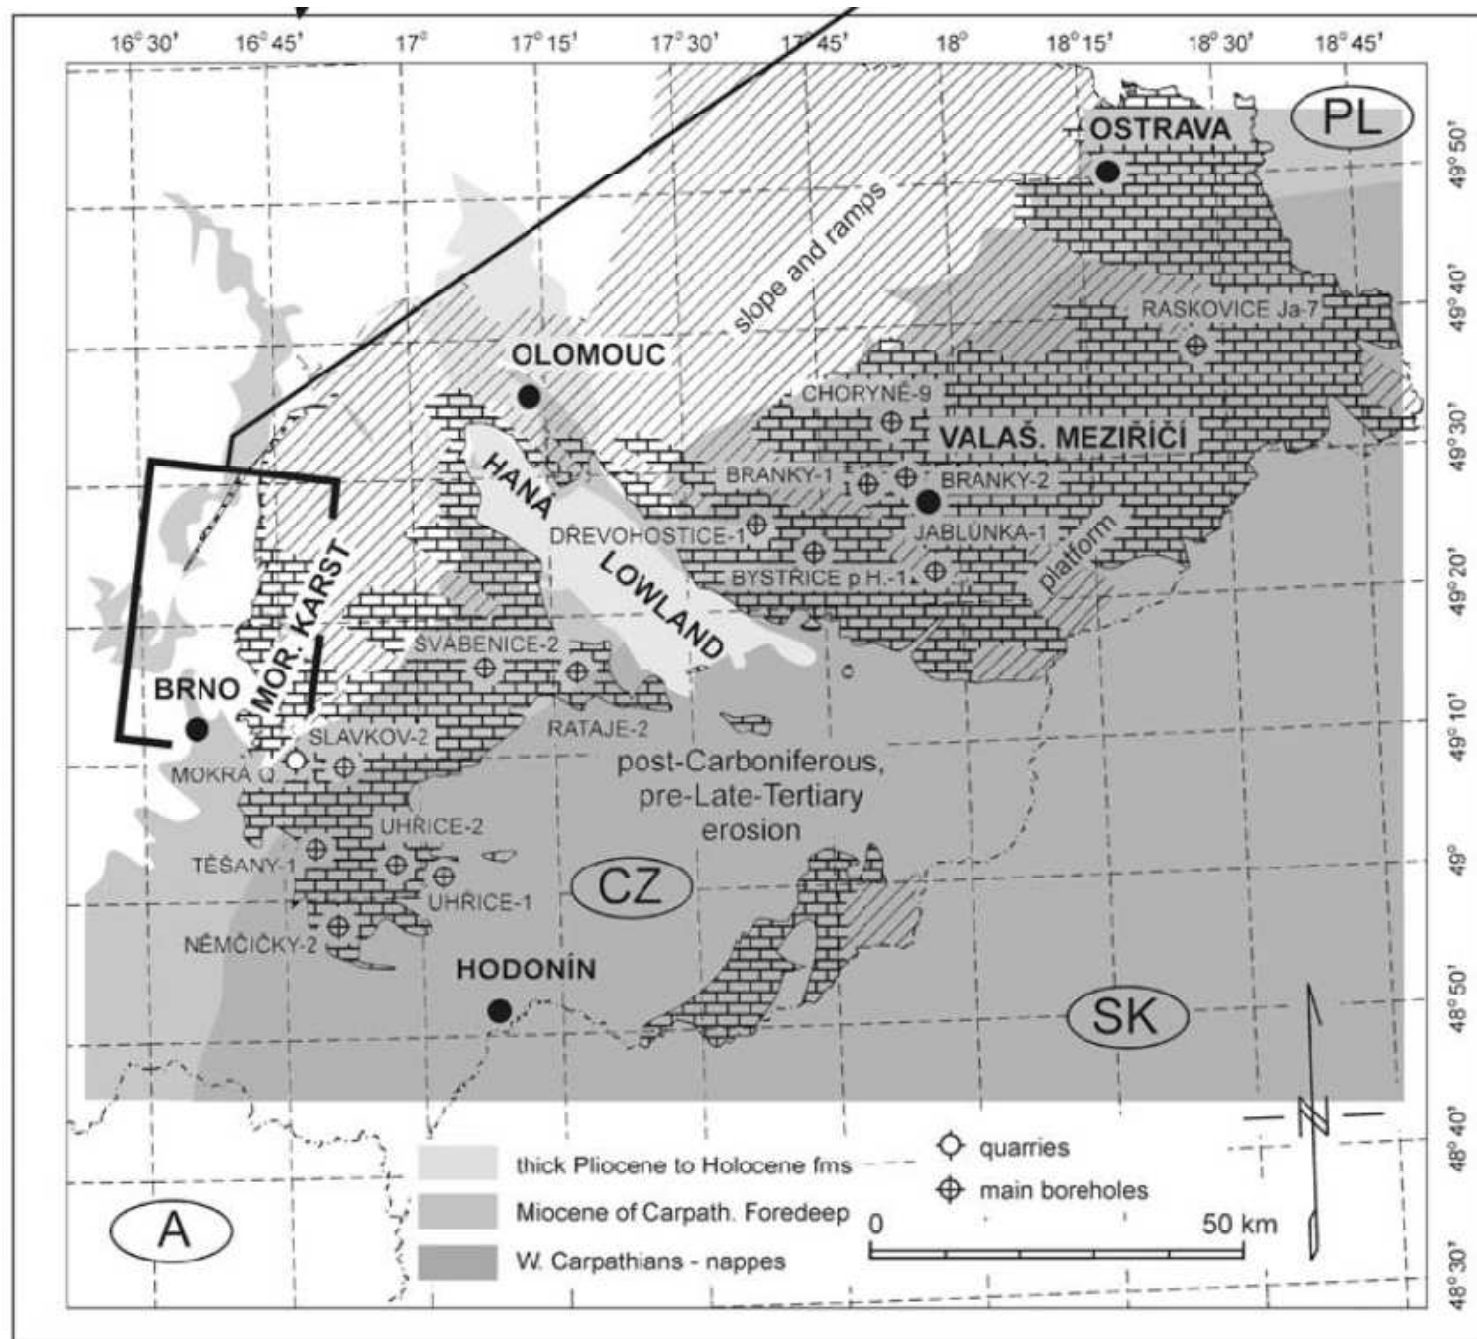 16°30' 16°45' 17° 17°15' 17°30' 17°45' 18° 18°15' 18°30' 18°45'
PL
OSTRAVA
49°50'
slope and ramps
49°40'
RASKOVICE Ja-7
OLOMOUC
CHORYNĚ-9
49°30'
VALAŠ. MEZIŘÍČÍ
HANÁ
BRANKY-1
BRANKY-2
DŘEVOHOSTICE-1
JABLŮNKA-1
platform
LOWLAND
BYSTŘICE p H.-1
49°20'
MOR. KARST
ŠVÁBENICE-2
BRNO
49°10'
SLAVKOV-2
RATAJE-2
MOKRÁ Q
post-Carboniferous,
pre-Late-Tertiary
erosion
UHŘICE-2
49°
TĚŠANY-1
CZ
UHŘICE-1
NĚMČIČKY-2
HODONÍN
48°50'
SK
48°40'
N
quarries
thick Pliocene to Holocene fms
main boreholes
Miocene of Carpath. Foredeep
0 50 km
A
W. Carpathians - nappes
48°30'